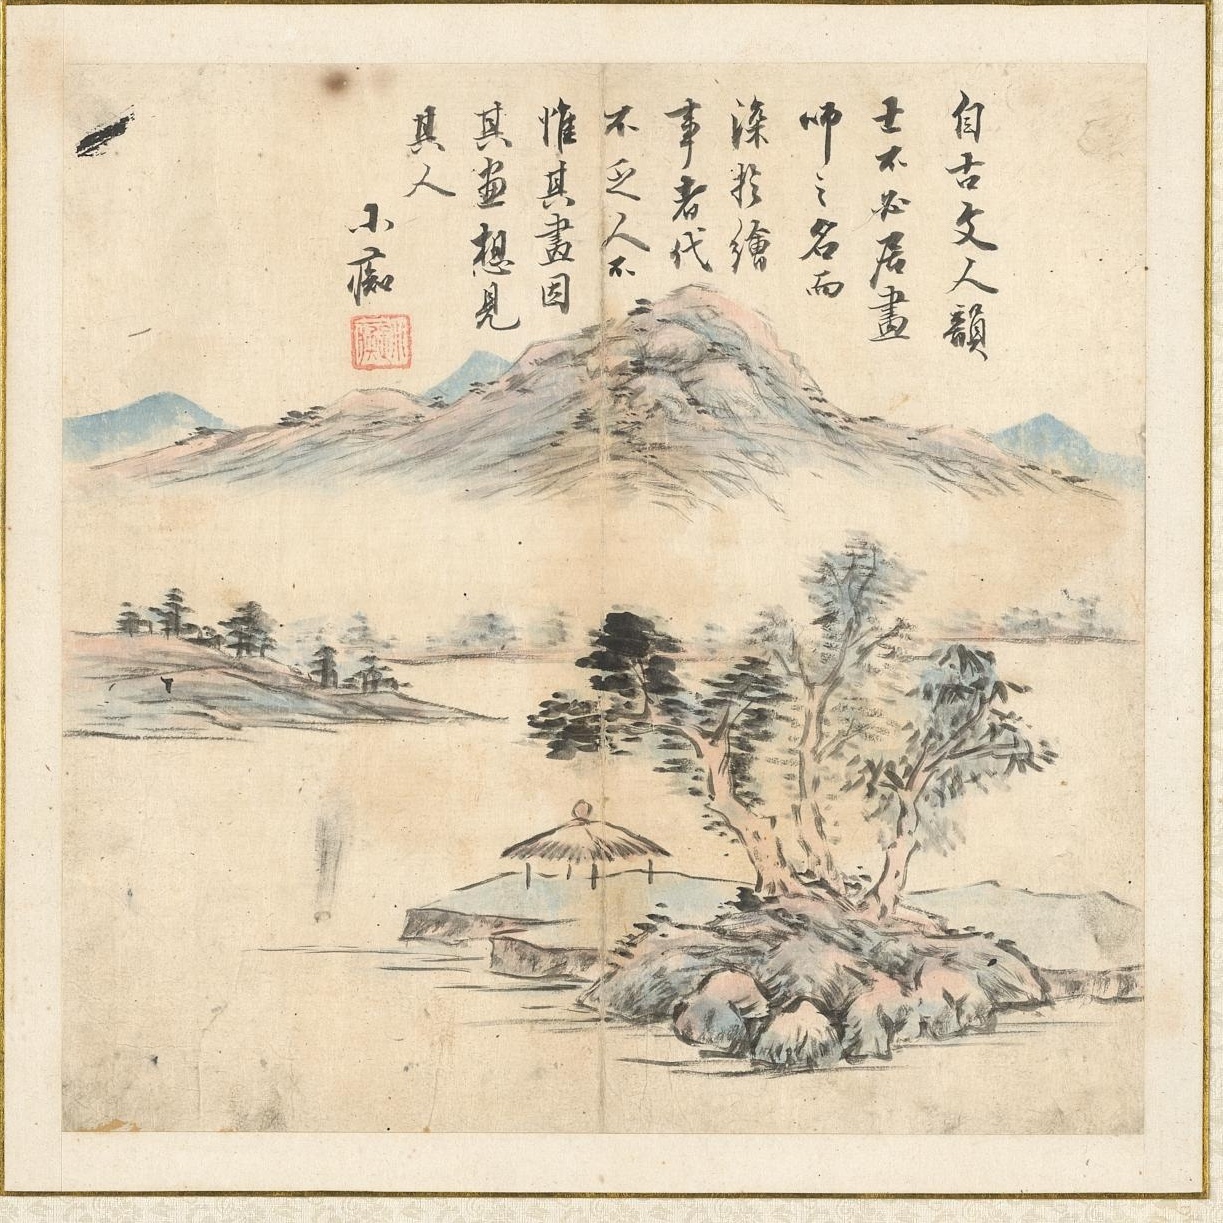 自古文人韻
士不必居畫
師之名而
深於繪
事者代
不乏人不
惟其畫因
其畫想見
其人
小癡